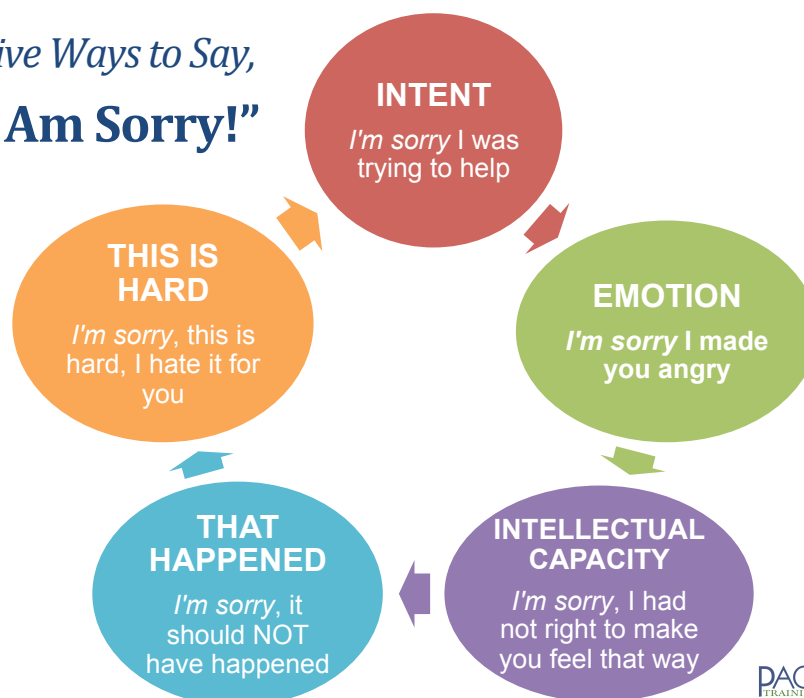 ive Ways to Say,
Am Sorry!”
INTENT
I'm sorry I was
trying to help
EMOTION
I'm sorry I made
you angry
INTELLECTUAL
CAPACITY
I'm sorry, I had
not right to make
you feel that way
THAT
HAPPENED
I'm sorry, it
should NOT
have happened
THIS IS
HARD
I'm sorry, this is
hard, I hate it for
you
PAC
TRAINI